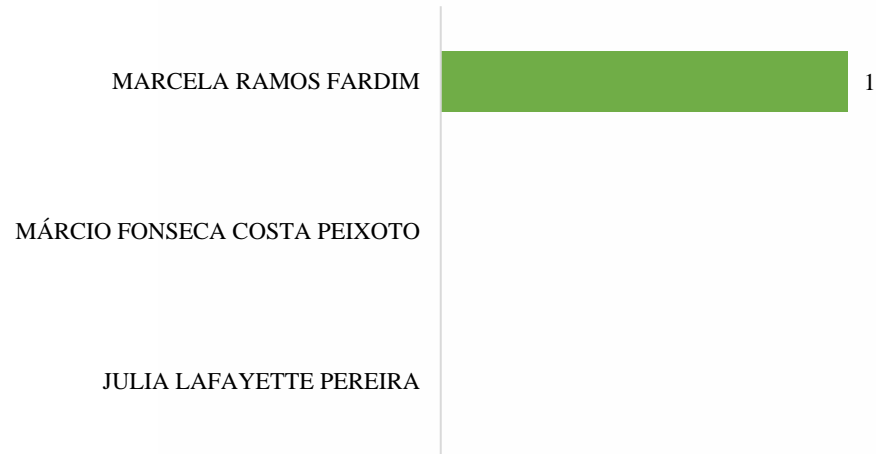 MARCELA RAMOS FARDIM 1
MÁRCIO FONSECA COSTA PEIXOTO
JULIA LAFAYETTE PEREIRA